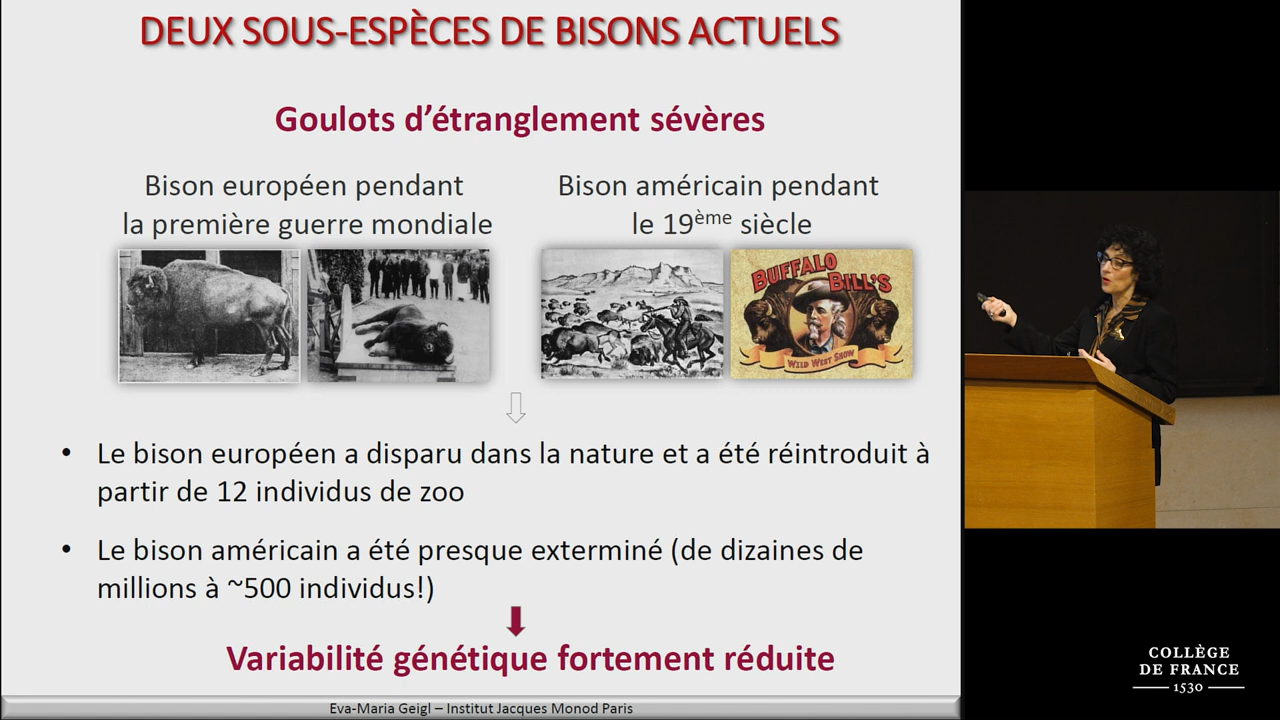 DEUX SOUS-ESPÈCES DE BISONS ACTUELS
Goulots d’étranglement sévères
Bison européen pendant
la première guerre mondiale
Bison américain pendant
le 19ème siècle
BUFFALO
BILL'S
WILD WEST SHOW
• Le bison européen a disparu dans la nature et a été réintroduit à
partir de 12 individus de zoo
• Le bison américain a été presque exterminé (de dizaines de
millions à ~500 individus!)
Variabilité génétique fortement réduite
Eva-Maria Geigl – Institut Jacques Monod Paris
COLLÈGE
DE FRANCE
1530